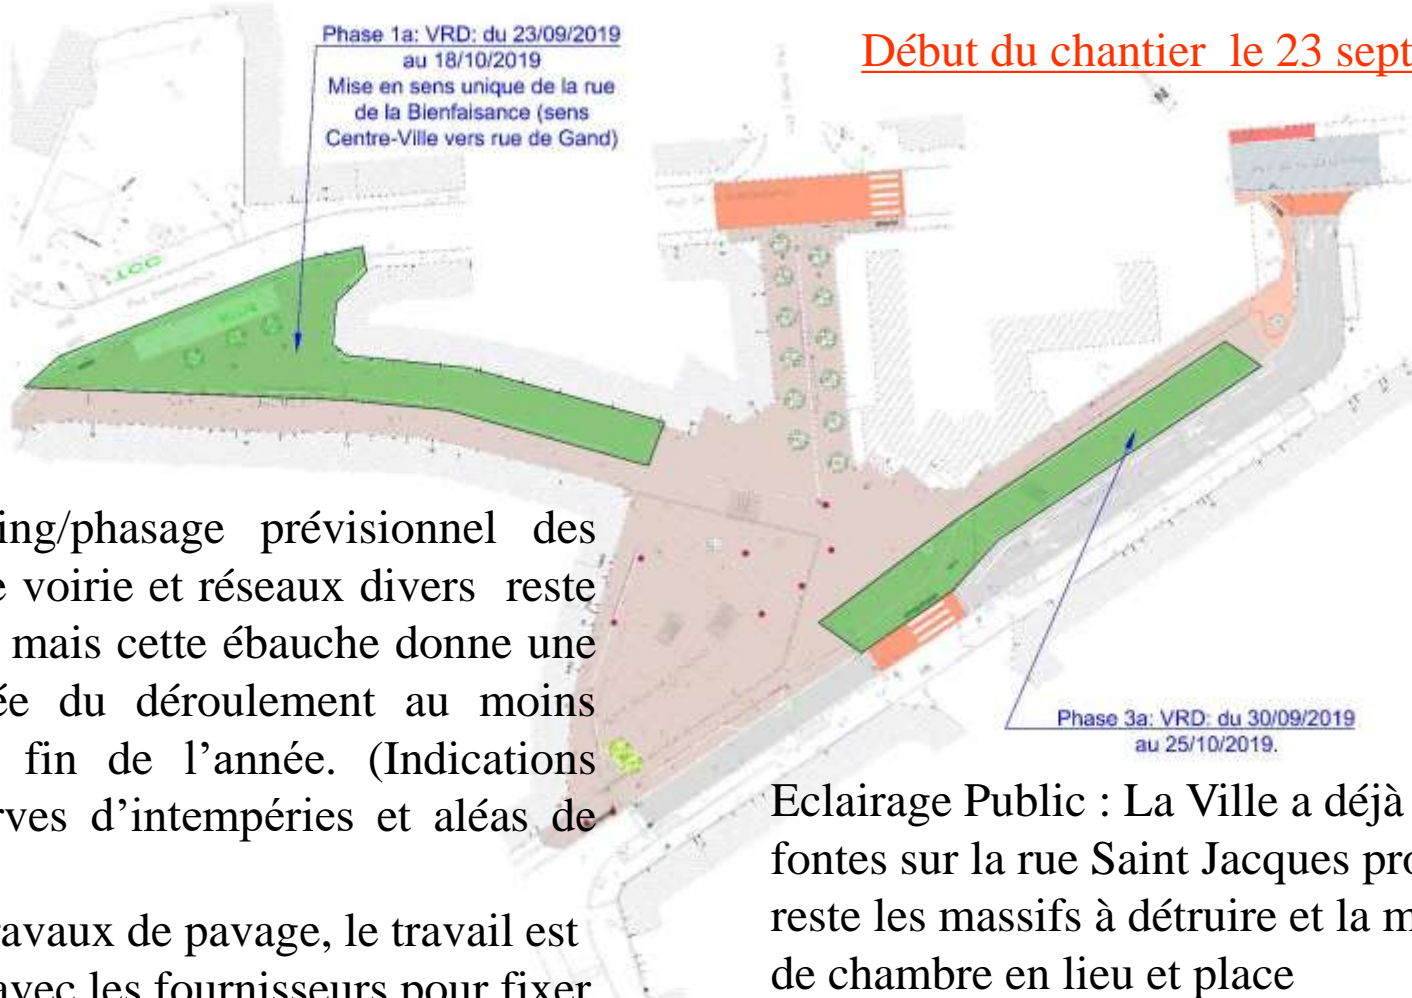 Phase 1a: VRD: du 23/09/2019
au 18/10/2019
Mise en sens unique de la rue
de la Bienfaisance (sens
Centre-Ville vers rue de Gand)
Début du chantier le 23 sept
N
ing/phasage prévisionnel des
e voirie et réseaux divers reste
mais cette ébauche donne une
ée du déroulement au moins
fin de l’année. (Indications
rves d’intempéries et aléas de
ravaux de pavage, le travail est
avec les fournisseurs pour fixer
Phase 3a: VRD: du 30/09/2019
au 25/10/2019.
Eclairage Public : La Ville a déjà
fontes sur la rue Saint Jacques pro
reste les massifs à détruire et la m
de chambre en lieu et place